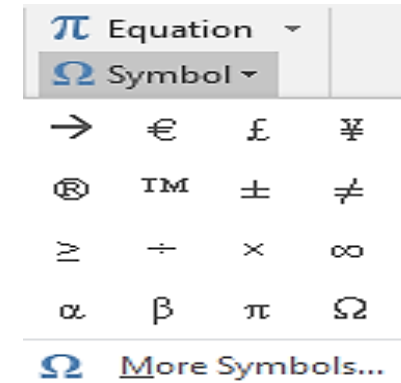 π Equation
Ω Symbol
→ € £ ¥
® ™ ± ≠
≥ ÷ × ∞
α β π Ω
Ω More Symbols...